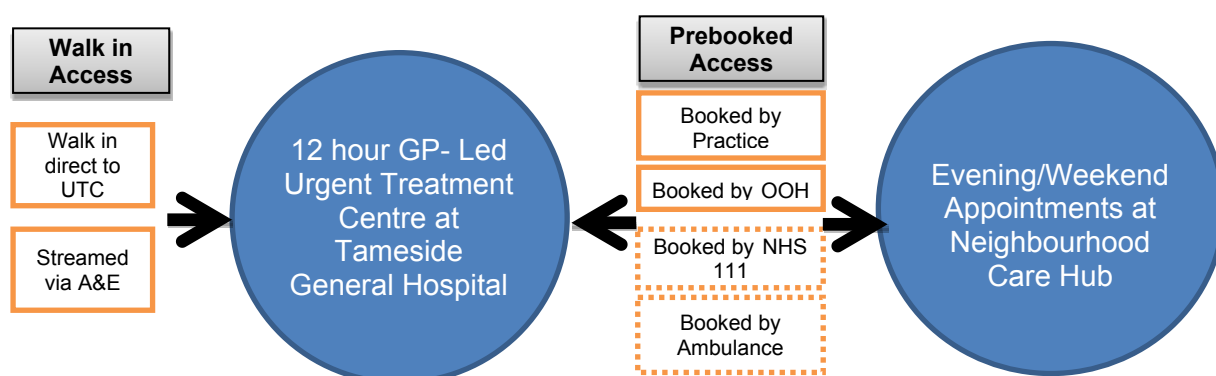 Walk in
Access
Walk in
direct to
UTC
Streamed
via A&E
12 hour GP- Led
Urgent Treatment
Centre at
Tameside
General Hospital
Prebooked
Access
Booked by
Practice
Booked by OOH
Booked by NHS
111
Booked by
Ambulance
Evening/Weekend
Appointments at
Neighbourhood
Care Hub